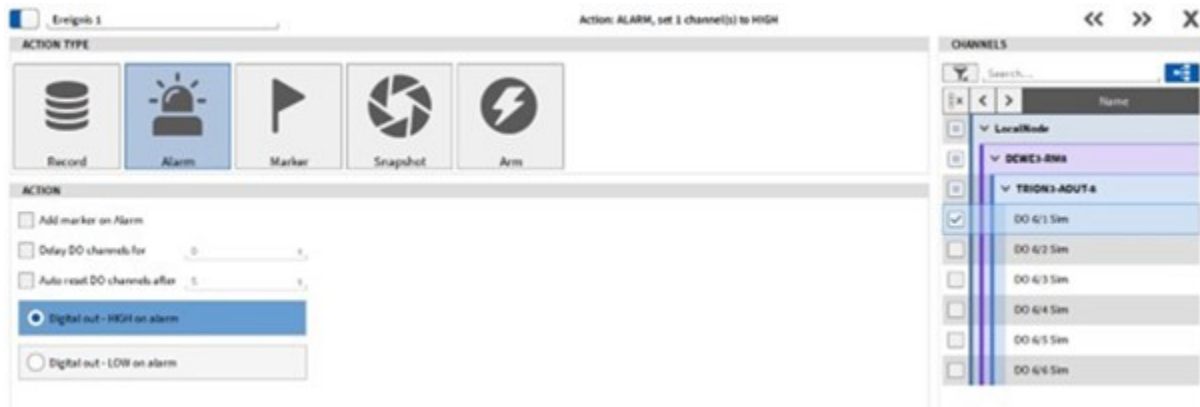 Ereignis 1
Action: ALARM, set 1 channel(s) to HIGH
<< >> X
ACTION TYPE
Record
Alarm
Marker
Snapshot
Arm
ACTION
Add marker on Alarm
Delay DO channels for 0 s
Auto reset DO channels after 5 s
Digital out - HIGH on alarm
Digital out - LOW on alarm
CHANNELS
Search...
Name
LocalNode
DEWE3-RM8
TRION3-AOUT-8
DO 6/1 Sim
DO 6/2 Sim
DO 6/3 Sim
DO 6/4 Sim
DO 6/5 Sim
DO 6/6 Sim